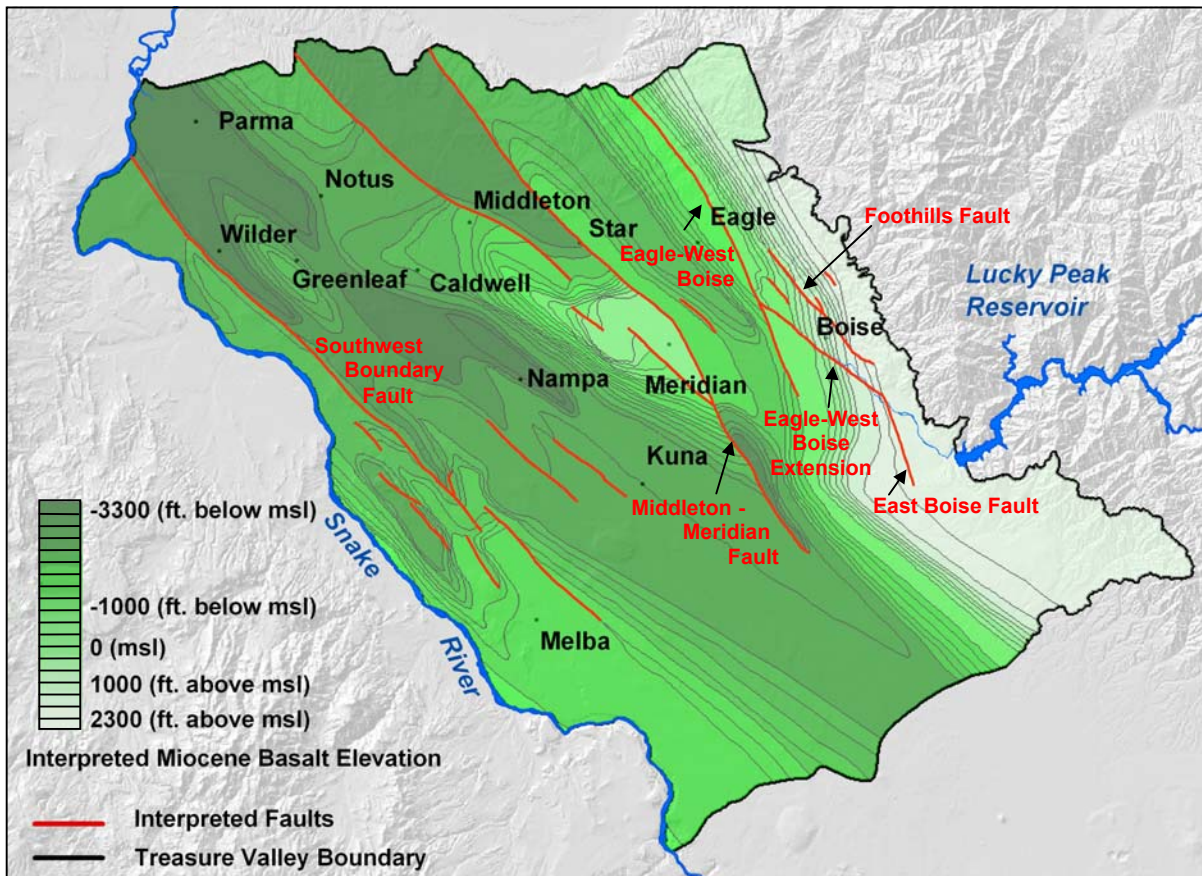 Parma
Notus
Middleton
Wilder
Star
Eagle
Foothills Fault
Eagle-West
Boise
Greenleaf
Caldwell
Lucky Peak
Reservoir
Boise
Southwest
Boundary
Fault
Nampa
Meridian
Eagle-West
Boise
Extension
Kuna
East Boise Fault
Middleton -
Meridian
Fault
Snake
River
Melba
-3300 (ft. below msl)
-1000 (ft. below msl)
0 (msl)
1000 (ft. above msl)
2300 (ft. above msl)
Interpreted Miocene Basalt Elevation
Interpreted Faults
Treasure Valley Boundary